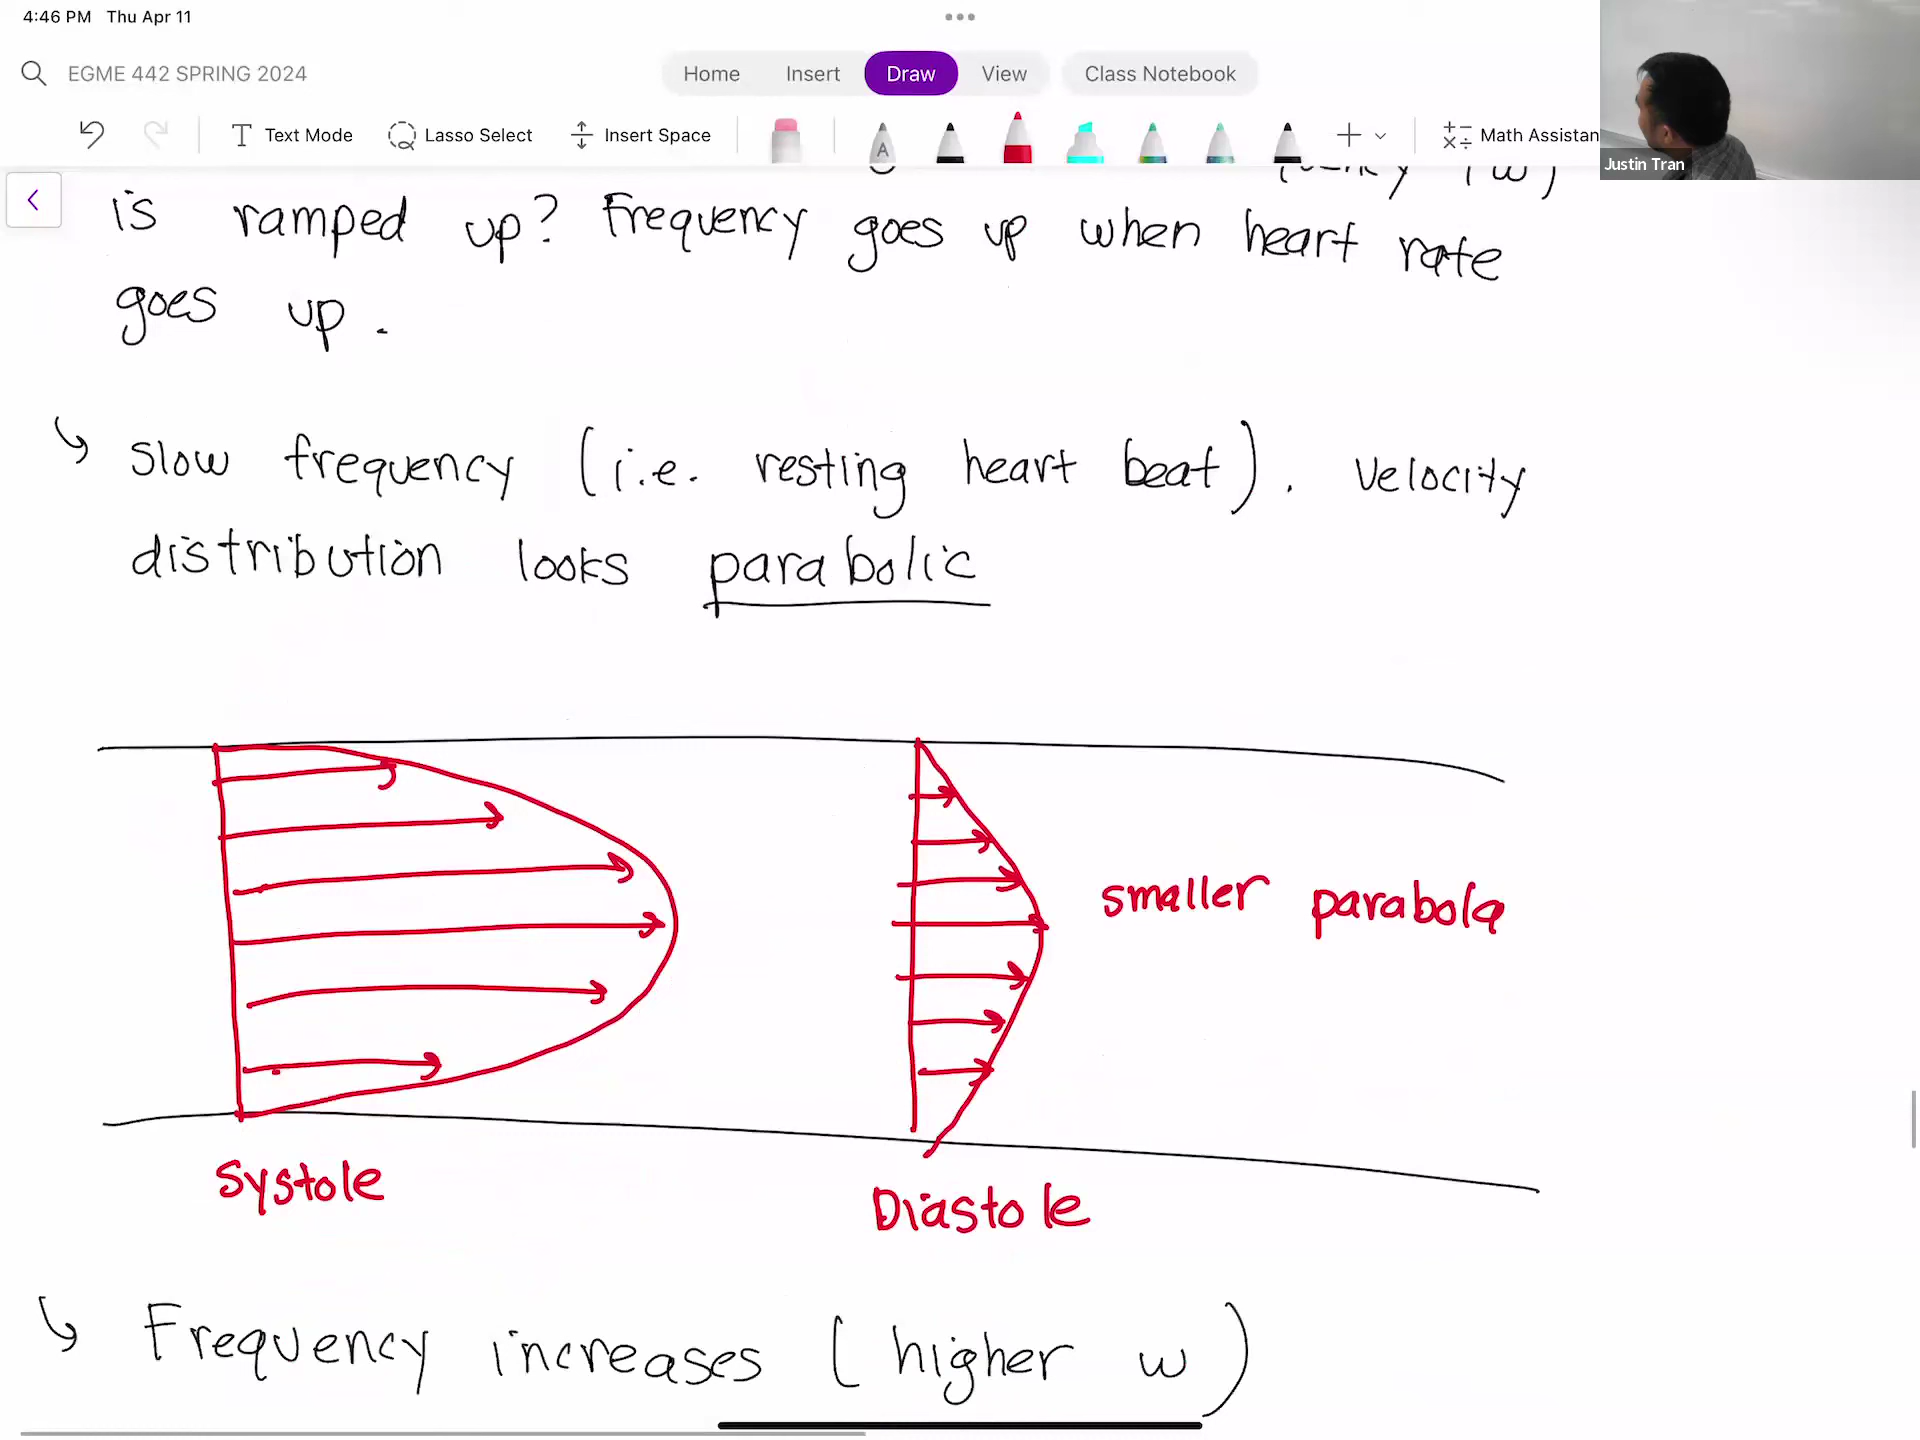 4:46 PM Thu Apr 11
EGME 442 SPRING 2024
Home Insert Draw View Class Notebook
Text Mode Lasso Select Insert Space A Math Assistan
Justin Tran
(w)
is ramped up? Frequency goes up when heart rate
goes up.
slow frequency (i.e. resting heart beat). Velocity
distribution looks parabolic
smaller parabola
Systole
Diastole
Frequency increases (higher w)